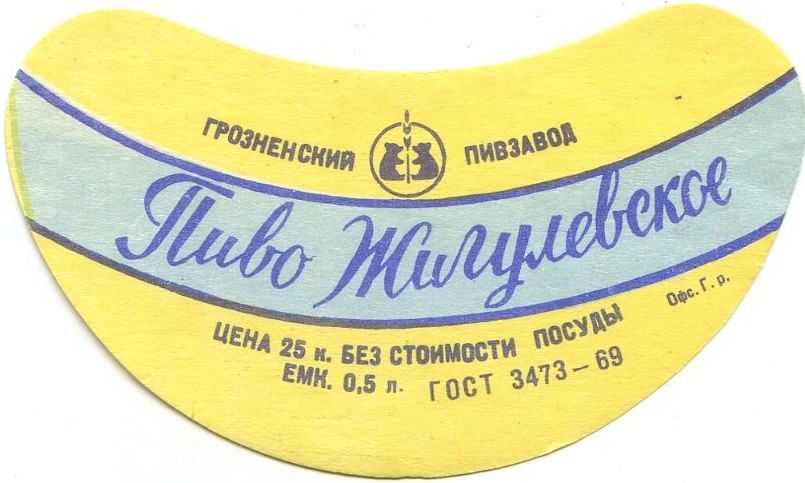 ГРОЗНЕНСКИЙ ПИВЗАВОД
Пиво Жигулевское
ЦЕНА 25 к. БЕЗ СТОИМОСТИ ПОСУДЫ
ЕМК. 0,5 л. ГОСТ 3473-69
Офс. Г. р.